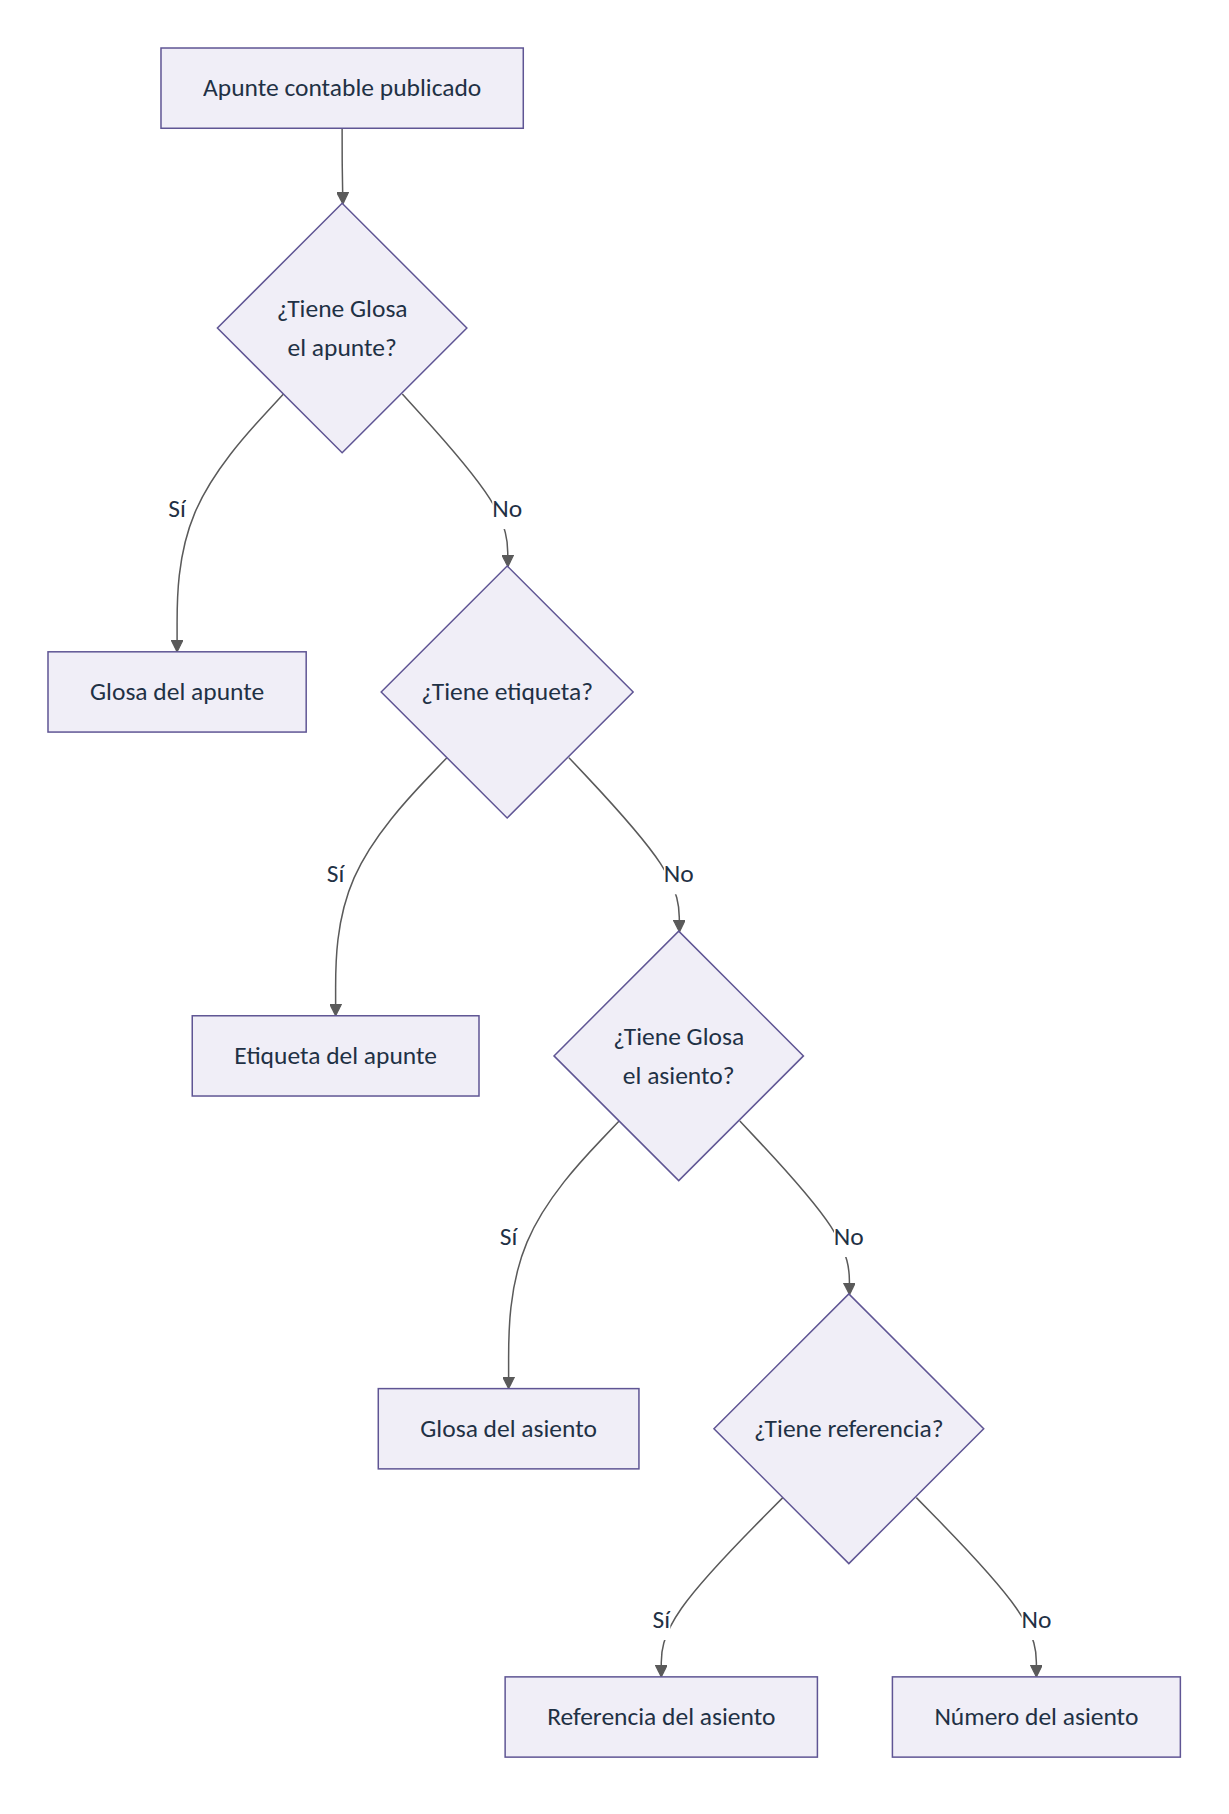 Apunte contable publicado
¿Tiene Glosa
el apunte?
Sí
No
Glosa del apunte
¿Tiene etiqueta?
Sí
No
Etiqueta del apunte
¿Tiene Glosa
el asiento?
Sí
No
Glosa del asiento
¿Tiene referencia?
Sí
No
Referencia del asiento
Número del asiento